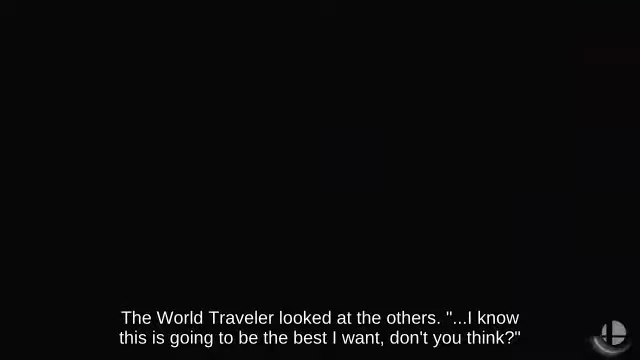 The World Traveler looked at the others. "...I know
this is going to be the best I want, don't you think?"